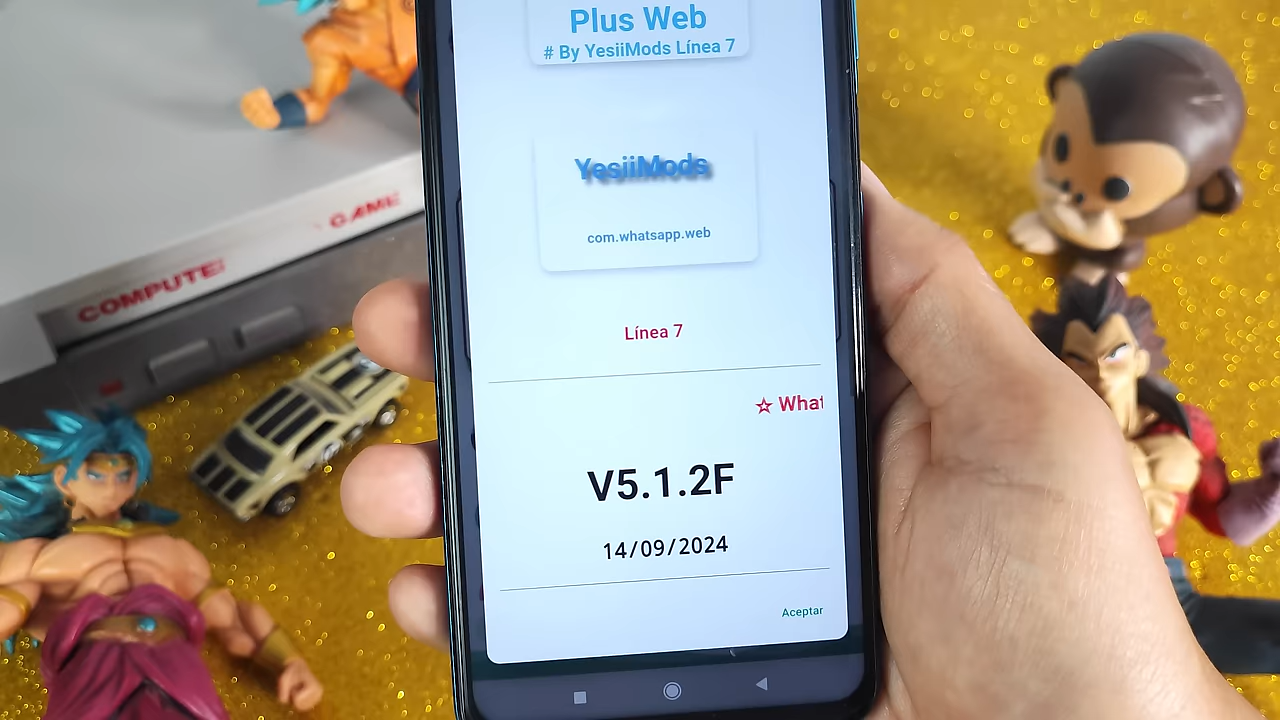 Plus Web
# By YesiiMods Línea 7
YesiiMods
com.whatsapp.web
Línea 7
☆ What
V5.1.2F
14/09/2024
Aceptar
GAME
COMPUTER